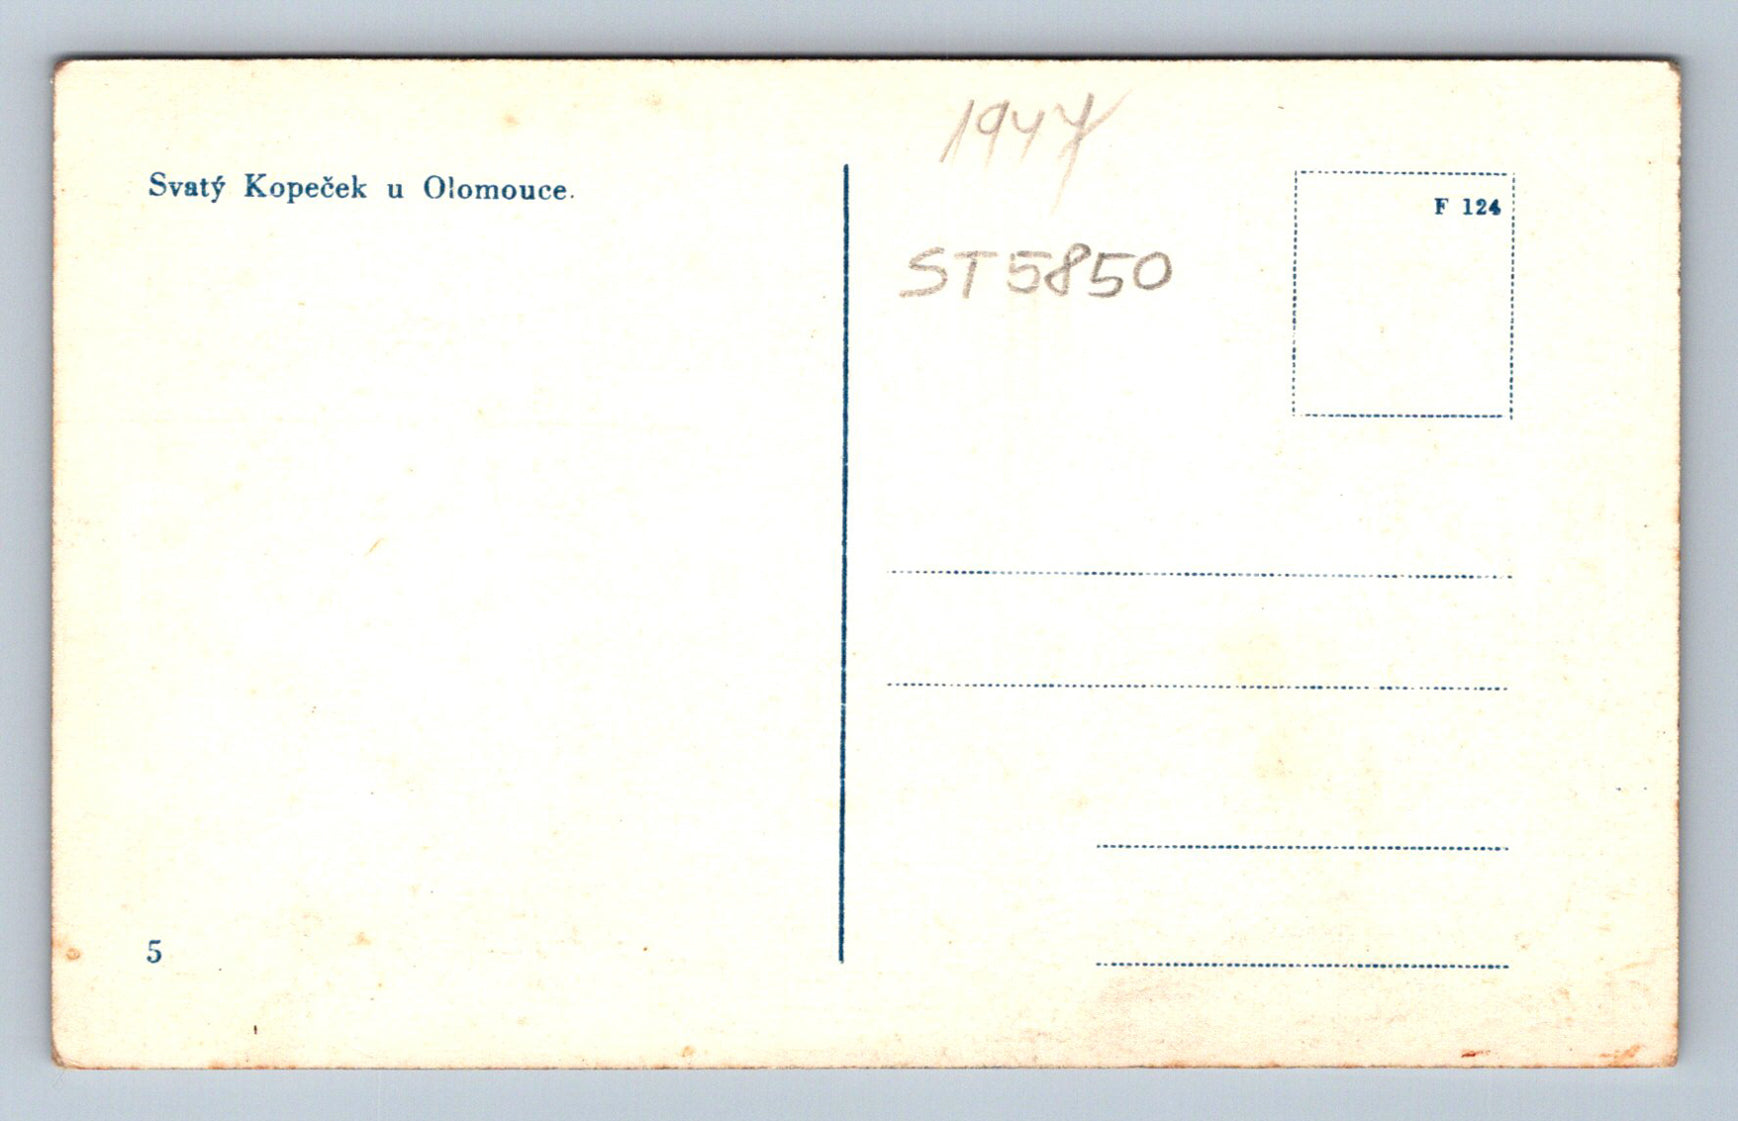 Svatý Kopeček u Olomouce.
1947
F 124
ST5850
5